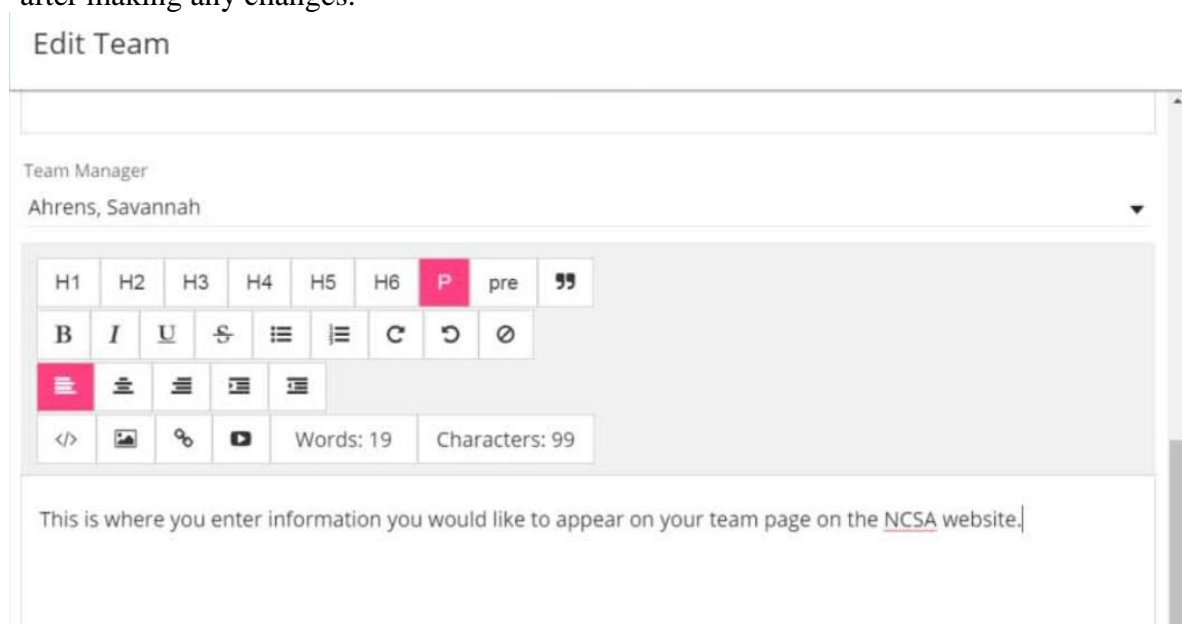 after making any changes.
Edit Team
Team Manager
Ahrens, Savannah
H1 H2 H3 H4 H5 H6 P pre
B I U S
Words: 19 Characters: 99
This is where you enter information you would like to appear on your team page on the NCSA website.